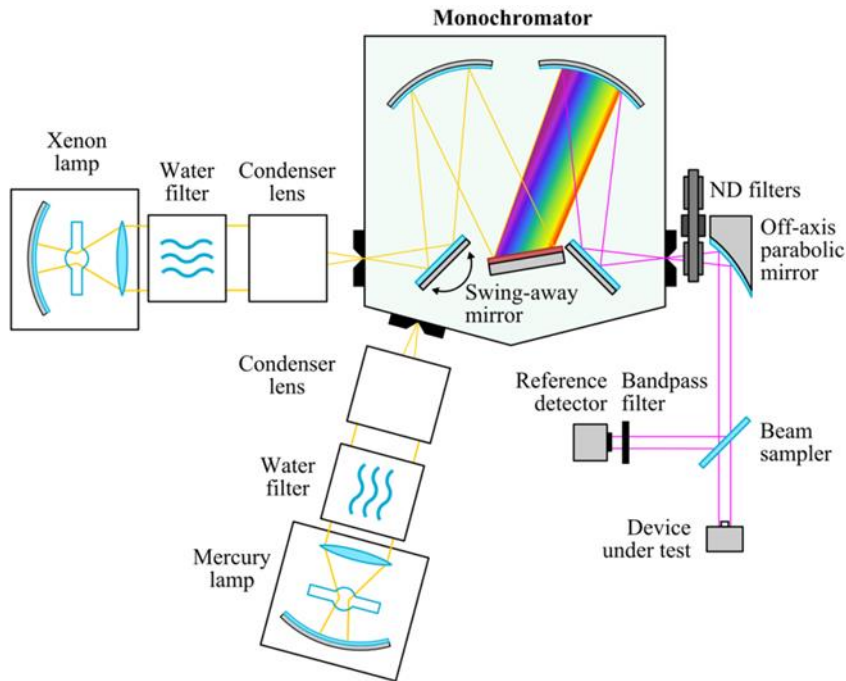 Monochromator
Xenon
lamp
Water
filter
Condenser
lens
ND filters
Off-axis
parabolic
mirror
Swing-away
mirror
Condenser
lens
Reference
detector
Bandpass
filter
Beam
sampler
Water
filter
Device
under test
Mercury
lamp